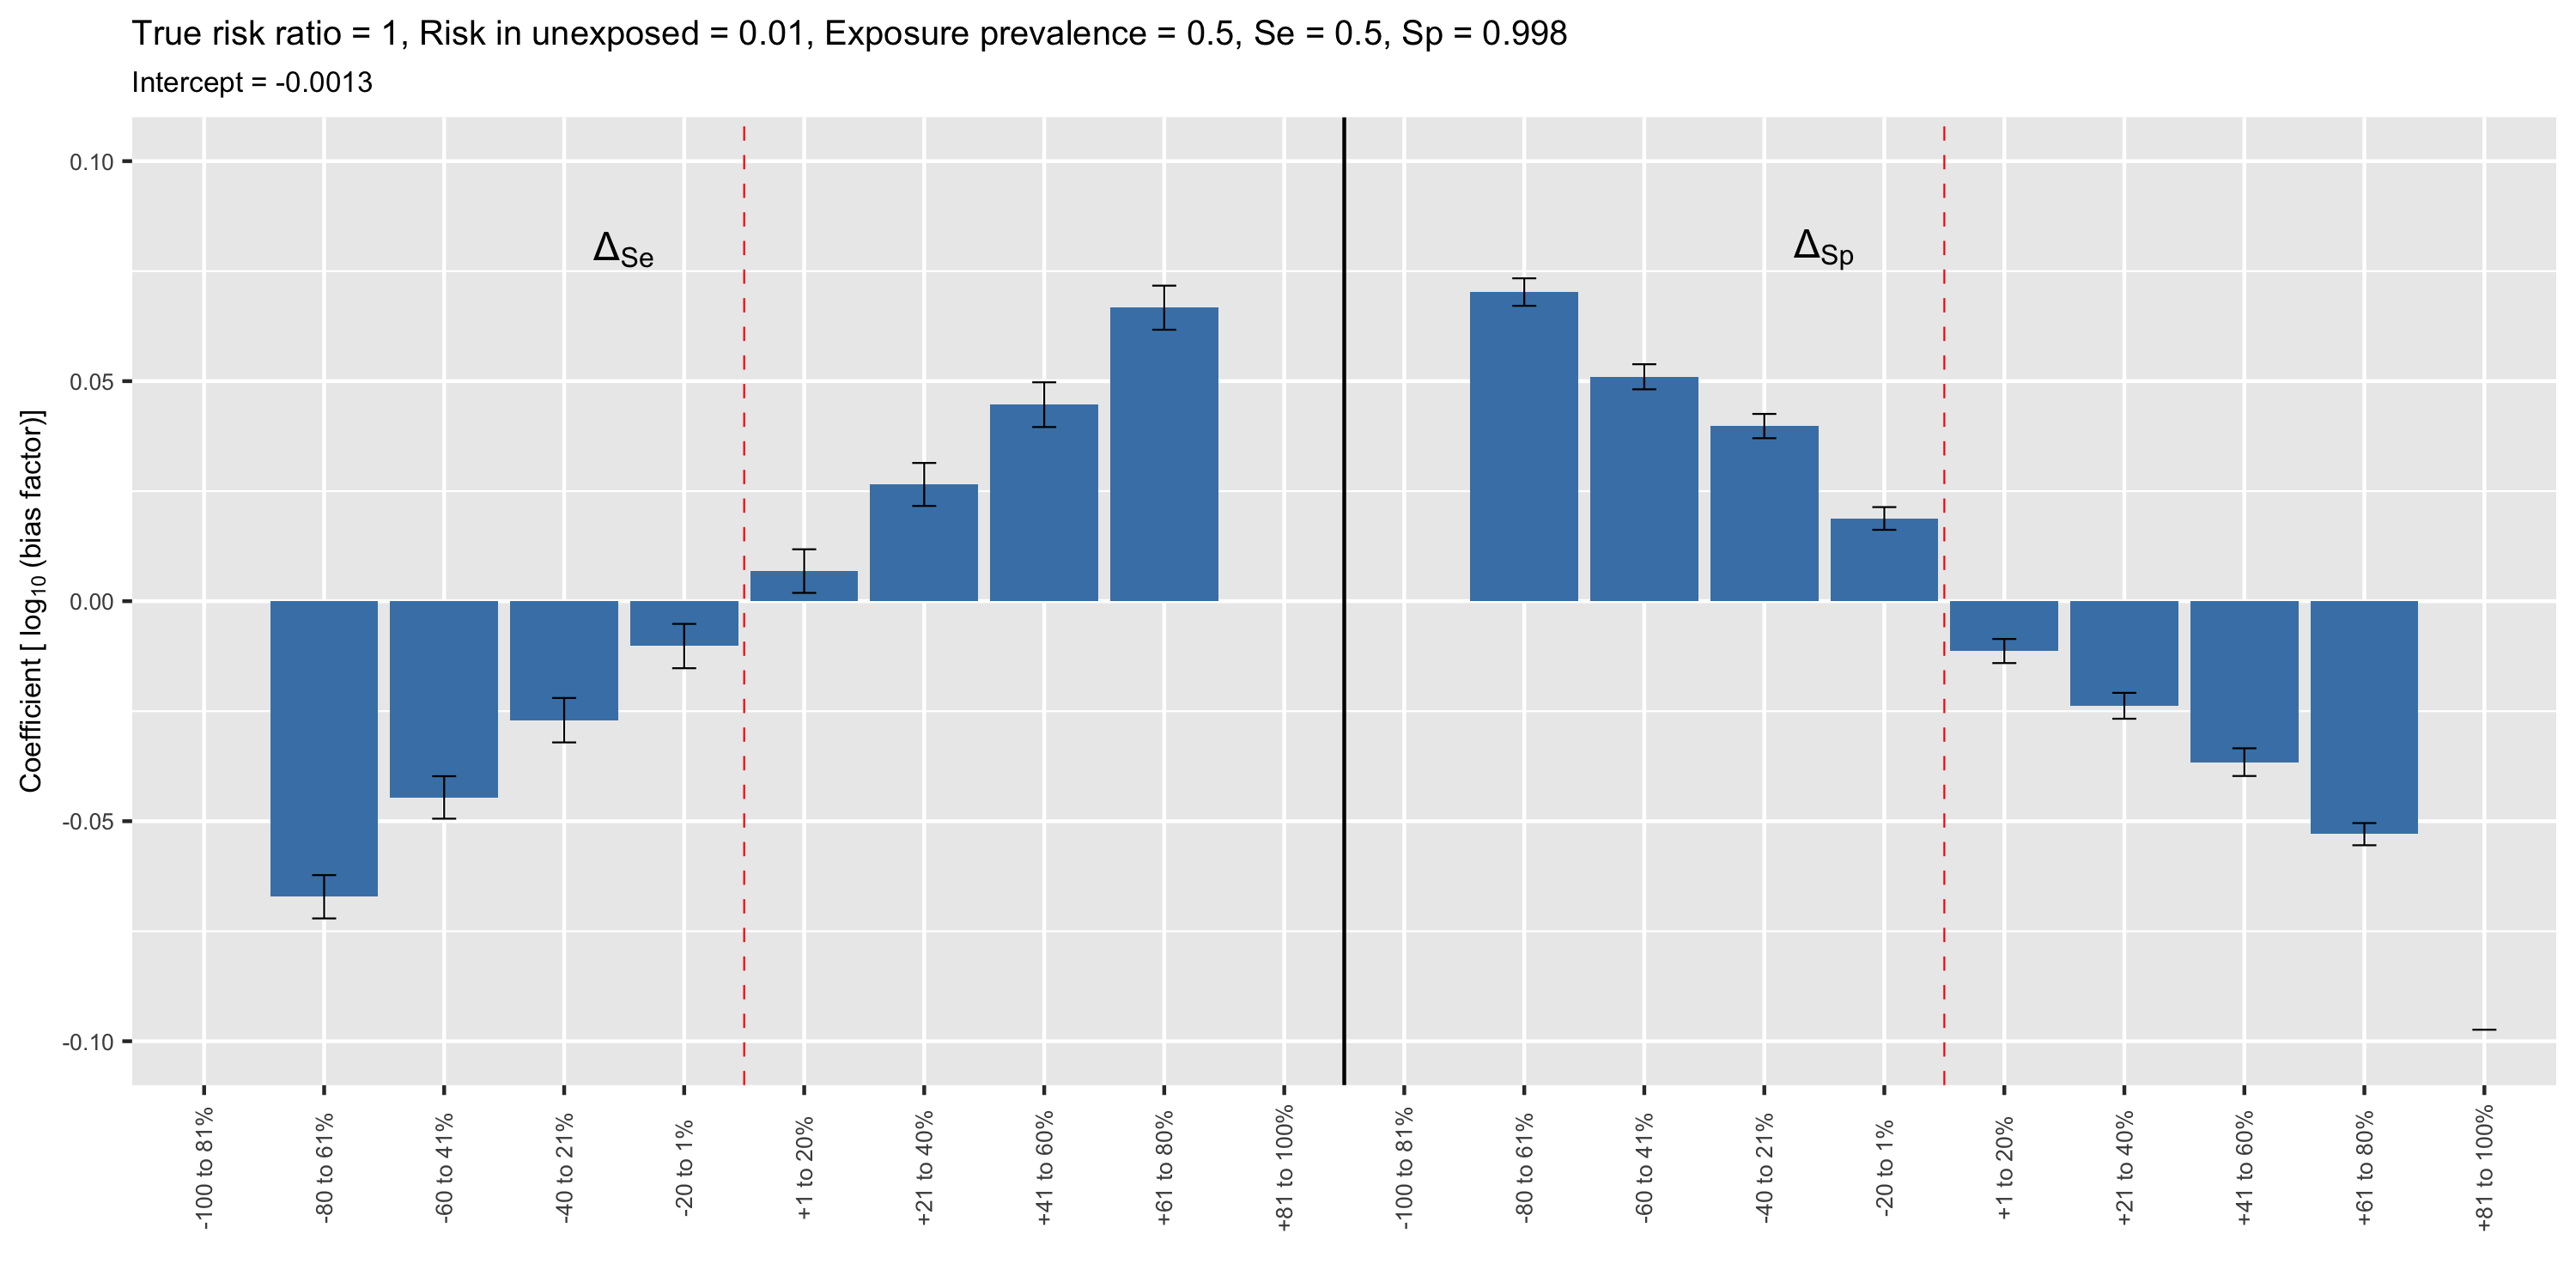 True risk ratio = 1, Risk in unexposed = 0.01, Exposure prevalence = 0.5, Se = 0.5, Sp = 0.998
Intercept = -0.0013
Coefficient [ log10 (bias factor)]
0.10
0.05
0.00
-0.05
-0.10
ΔSe
ΔSp
-100 to 81%
-80 to 61%
-60 to 41%
-40 to 21%
-20 to 1%
+1 to 20%
+21 to 40%
+41 to 60%
+61 to 80%
+81 to 100%
-100 to 81%
-80 to 61%
-60 to 41%
-40 to 21%
-20 to 1%
+1 to 20%
+21 to 40%
+41 to 60%
+61 to 80%
+81 to 100%